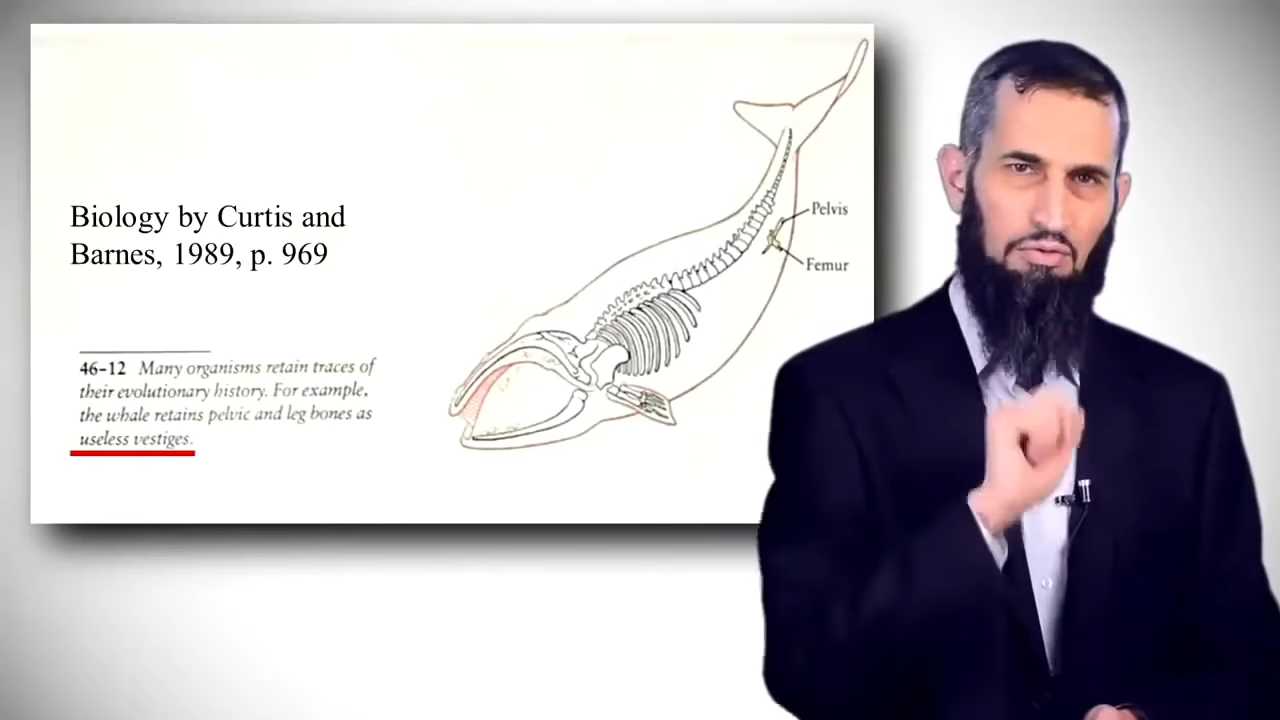 Biology by Curtis and
Barnes, 1989, p. 969
46–12 Many organisms retain traces of
their evolutionary history. For example,
the whale retains pelvic and leg bones as
useless vestiges.
Pelvis
Femur